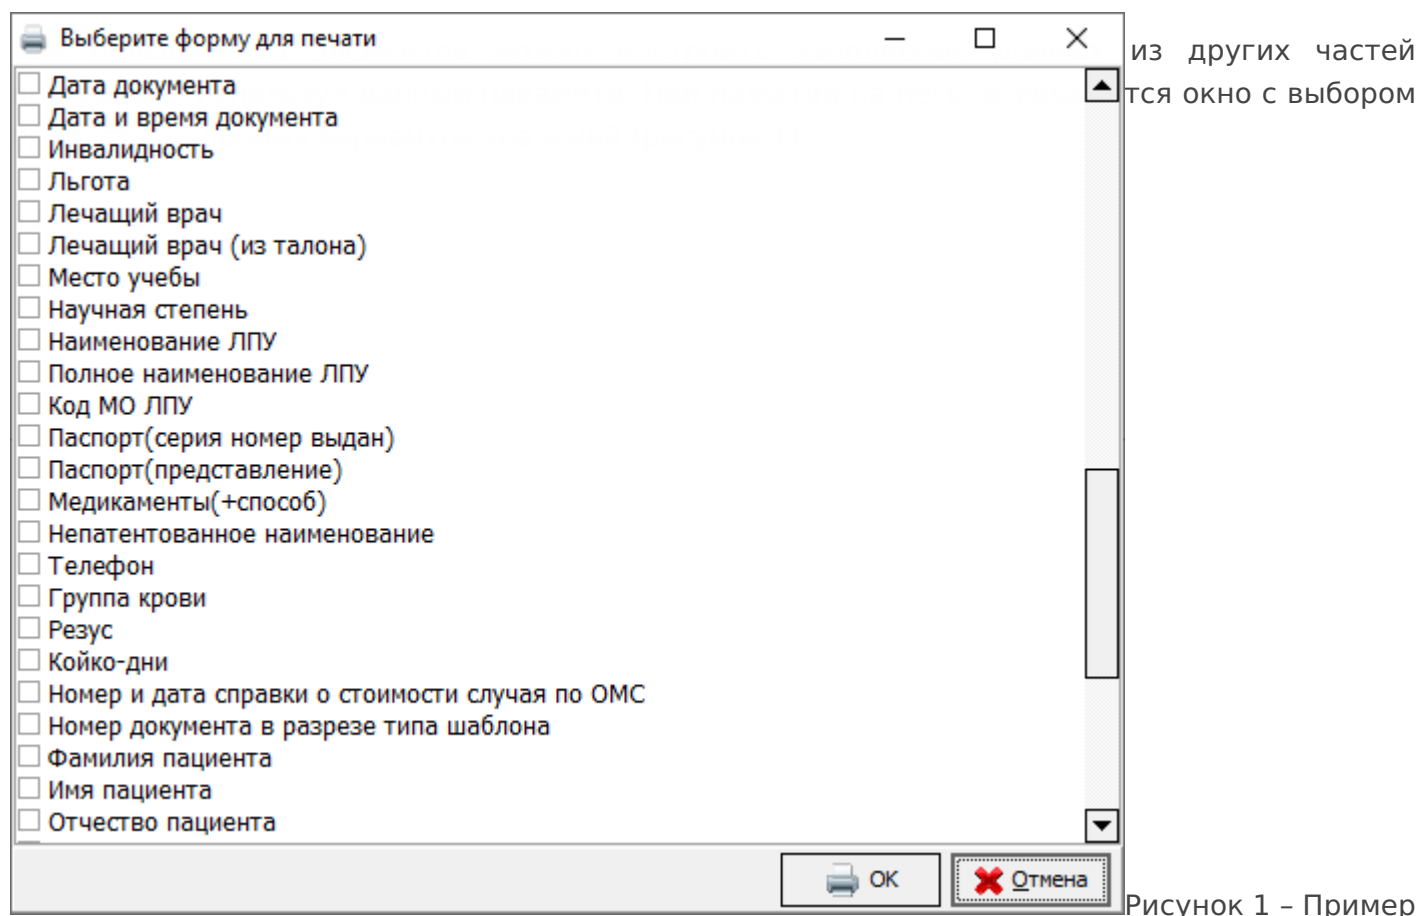 Выберите форму для печати
из других частей
Дата документа
тся окно с выбором
Дата и время документа
Инвалидность
Льгота
Лечащий врач
Лечащий врач (из талона)
Место учебы
Научная степень
Наименование ЛПУ
Полное наименование ЛПУ
Код МО ЛПУ
Паспорт(серия номер выдан)
Паспорт(представление)
Медикаменты(+способ)
Непатентованное наименование
Телефон
Группа крови
Резус
Койко-дни
Номер и дата справки о стоимости случая по ОМС
Номер документа в разрезе типа шаблона
Фамилия пациента
Имя пациента
Отчество пациента
ОК
Отмена
Рисунок 1 – Пример